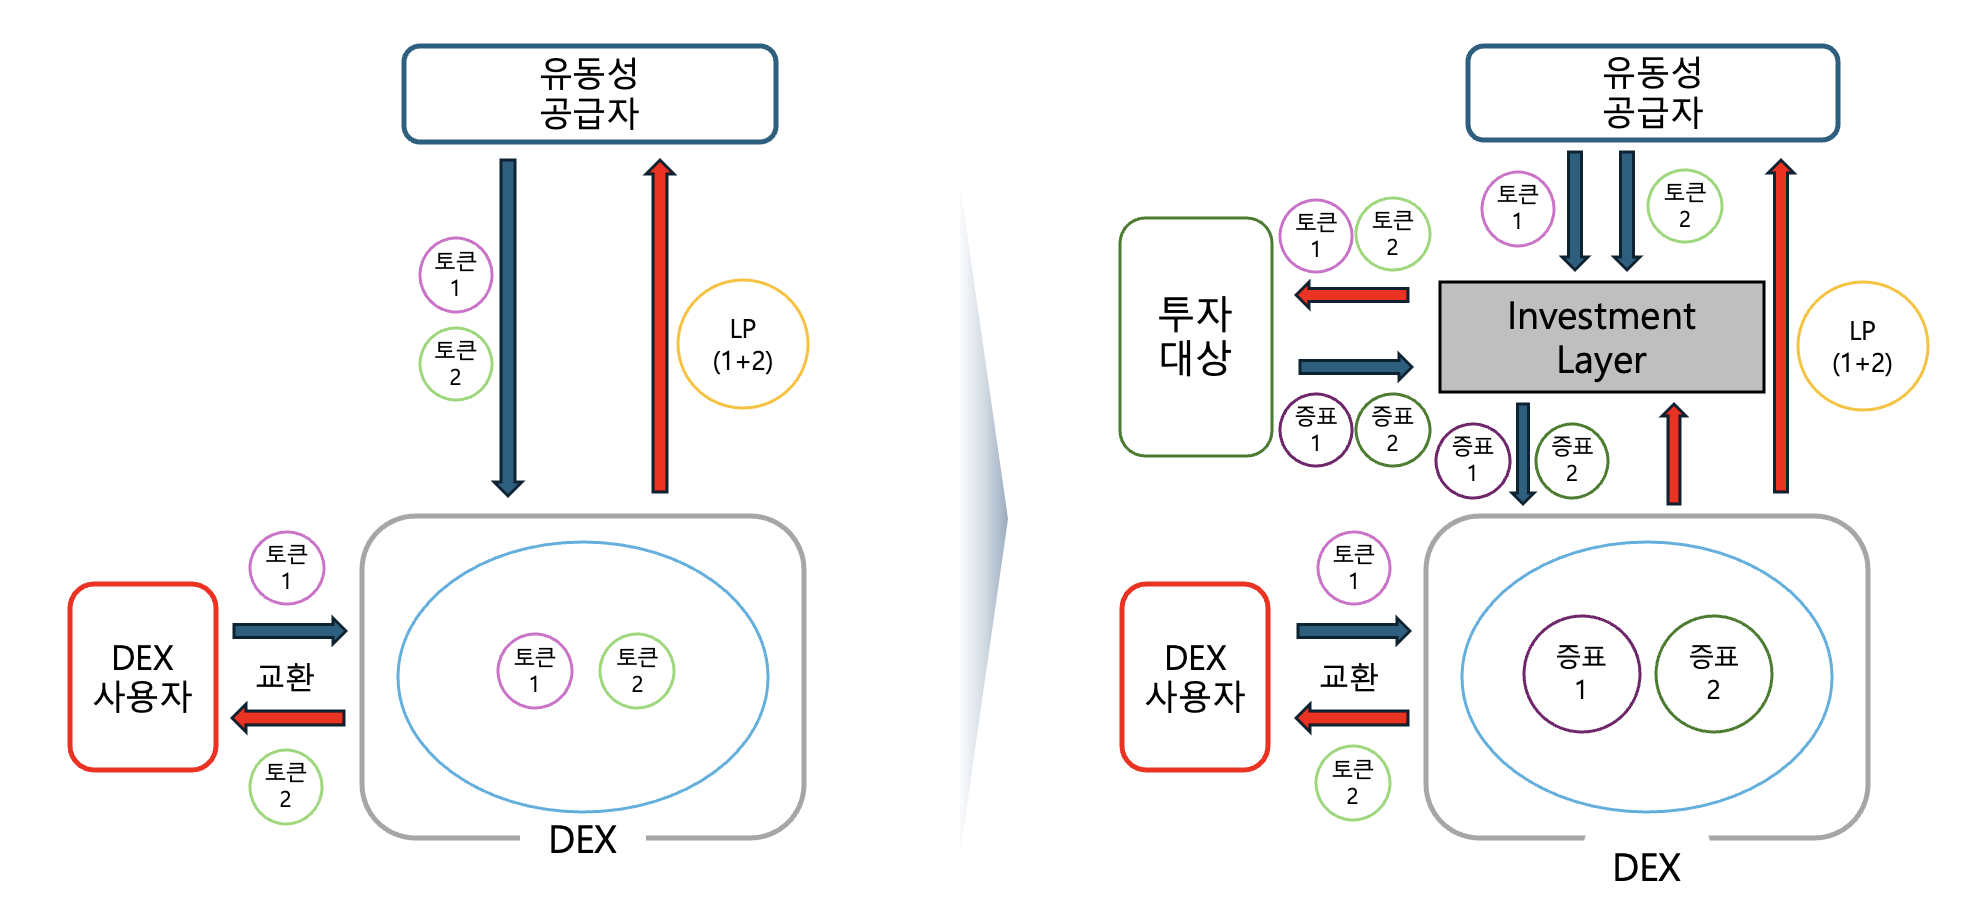 유동성
공급자
토큰
1
토큰
2
LP
(1+2)
토큰
1
DEX
사용자
교환
토큰
2
토큰
1
토큰
2
DEX
유동성
공급자
토큰
1
토큰
2
토큰
1
토큰
2
투자
대상
Investment
Layer
LP
(1+2)
증표
1
증표
2
증표
1
증표
2
토큰
1
DEX
사용자
교환
토큰
2
증표
1
증표
2
DEX